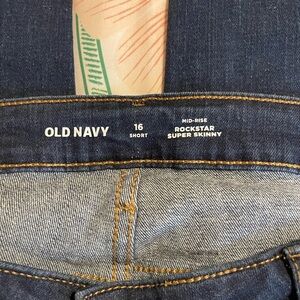 OLD NAVY
16
SHORT
MID-RISE
ROCKSTAR
SUPER SKINNY